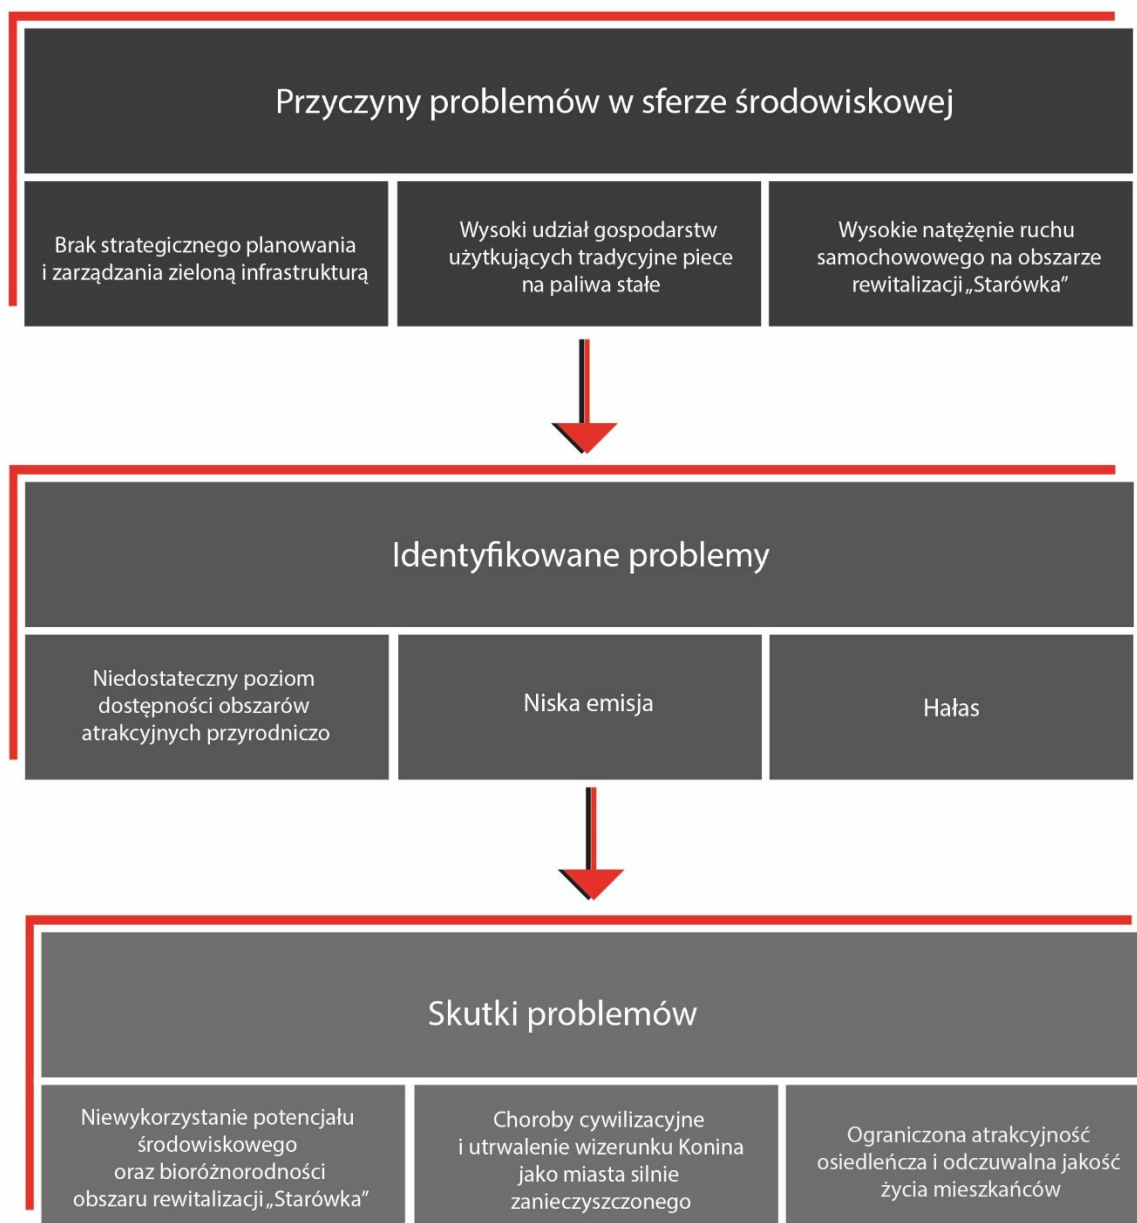 Przyczyny problemów w sferze środowiskowej
Brak strategicznego planowania
i zarządzania zieloną infrastrukturą
Wysoki udział gospodarstw
użytkujących tradycyjne piece
na paliwa stałe
Wysokie natężenie ruchu
samochowowego na obszarze
rewitalizacji „Starówka”
Identyfikowane problemy
Niedostateczny poziom
dostępności obszarów
atrakcyjnych przyrodniczo
Niska emisja
Hałas
Skutki problemów
Niewykorzystanie potencjału
środowiskowego
oraz bioróżnorodności
obszaru rewitalizacji „Starówka”
Choroby cywilizacyjne
i utrwalenie wizerunku Konina
jako miasta silnie
zanieczyszczonego
Ograniczona atrakcyjność
osiedleńcza i odczuwalna jakość
życia mieszkańców